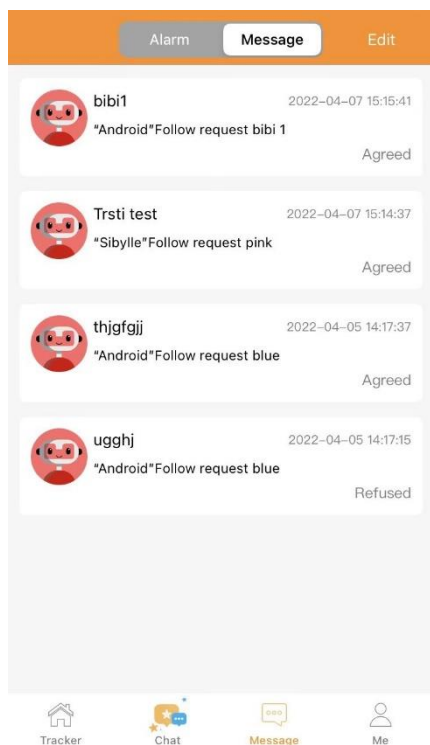 Alarm Message Edit
bibi1 2022-04-07 15:15:41
"Android"Follow request bibi 1
Agreed
Trsti test 2022-04-07 15:14:37
"Sibylle"Follow request pink
Agreed
thjgfgjj 2022-04-05 14:17:37
"Android"Follow request blue
Agreed
ugghj 2022-04-05 14:17:15
"Android"Follow request blue
Refused
Tracker Chat Message Me